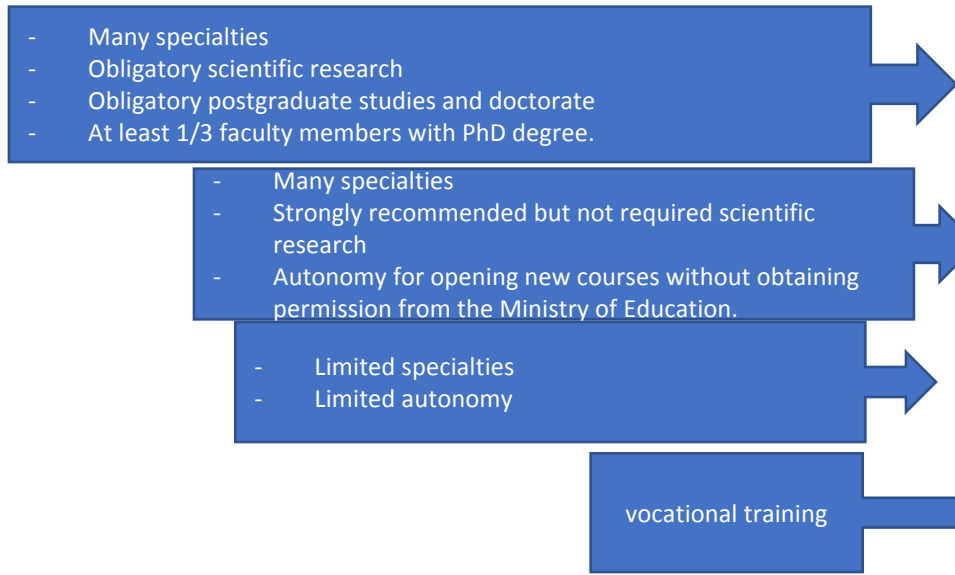 - Many specialties
- Obligatory scientific research
- Obligatory postgraduate studies and doctorate
- At least 1/3 faculty members with PhD degree.
- Many specialties
- Strongly recommended but not required scientific
research
- Autonomy for opening new courses without obtaining
permission from the Ministry of Education.
- Limited specialties
- Limited autonomy
vocational training